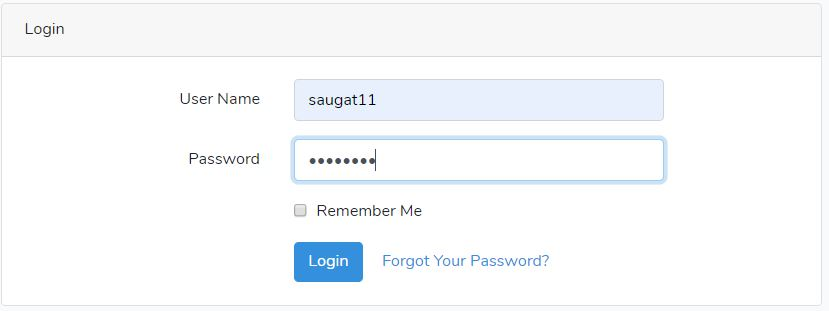 Login
User Name saugat11
Password ••••••••
Remember Me
Login Forgot Your Password?